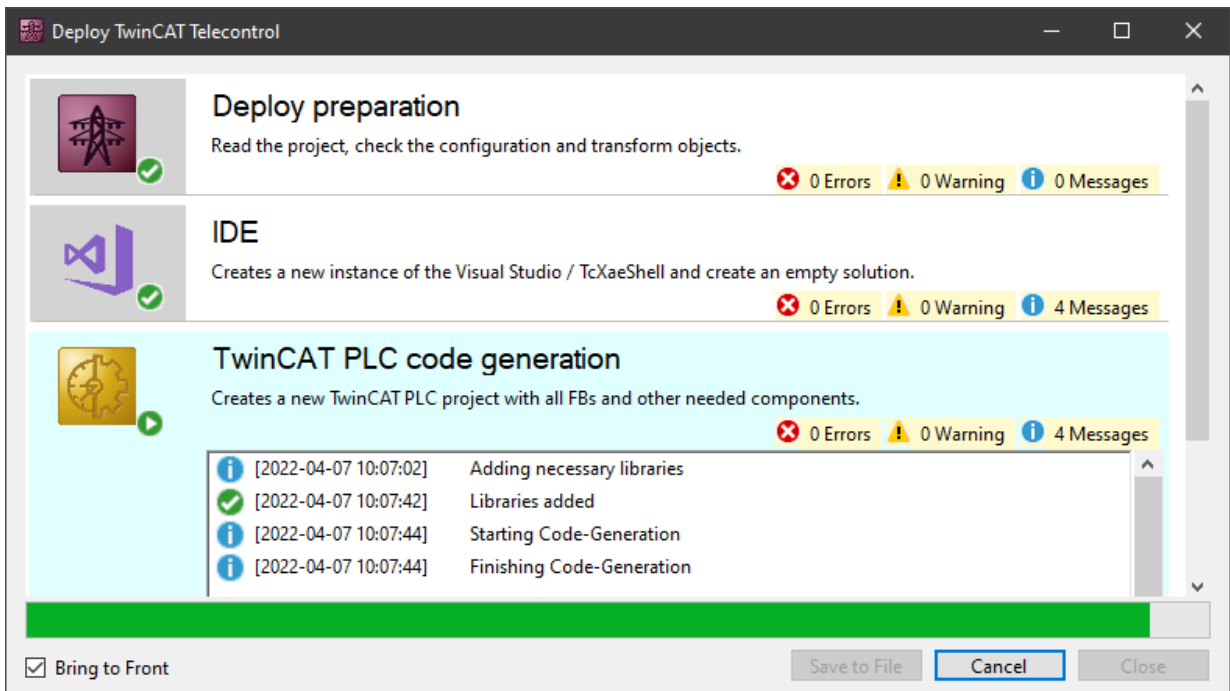 Deploy TwinCAT Telecontrol
Deploy preparation
Read the project, check the configuration and transform objects.
0 Errors 0 Warning 0 Messages
IDE
Creates a new instance of the Visual Studio / TcXaeShell and create an empty solution.
0 Errors 0 Warning 4 Messages
TwinCAT PLC code generation
Creates a new TwinCAT PLC project with all FBs and other needed components.
0 Errors 0 Warning 4 Messages
[2022-04-07 10:07:02] Adding necessary libraries
[2022-04-07 10:07:42] Libraries added
[2022-04-07 10:07:44] Starting Code-Generation
[2022-04-07 10:07:44] Finishing Code-Generation
Bring to Front Save to File Cancel Close